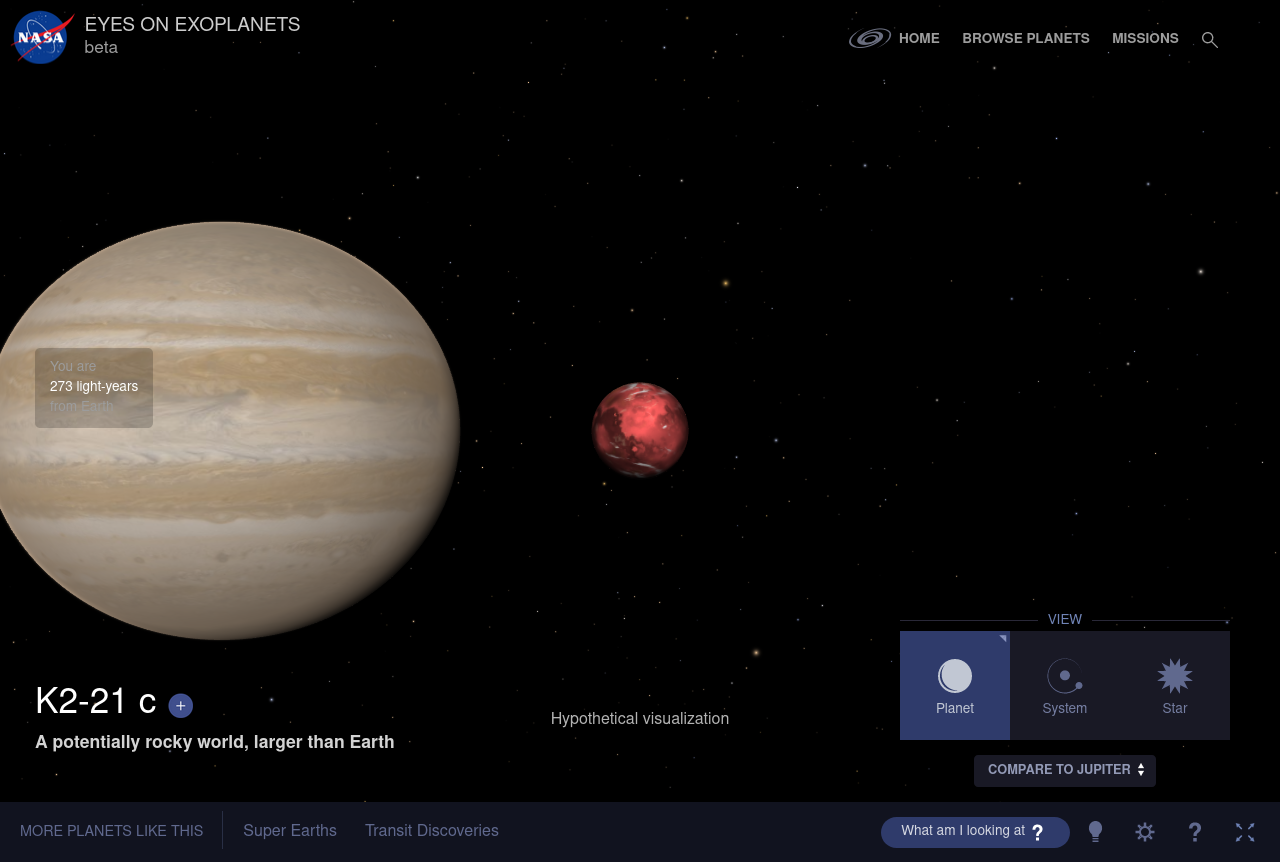 NASA
EYES ON EXOPLANETS
beta
HOME
BROWSE PLANETS
MISSIONS
You are
273 light-years
from Earth
K2-21 c +
A potentially rocky world, larger than Earth
Hypothetical visualization
VIEW
Planet
System
Star
COMPARE TO JUPITER
MORE PLANETS LIKE THIS
Super Earths
Transit Discoveries
What am I looking at ?
?